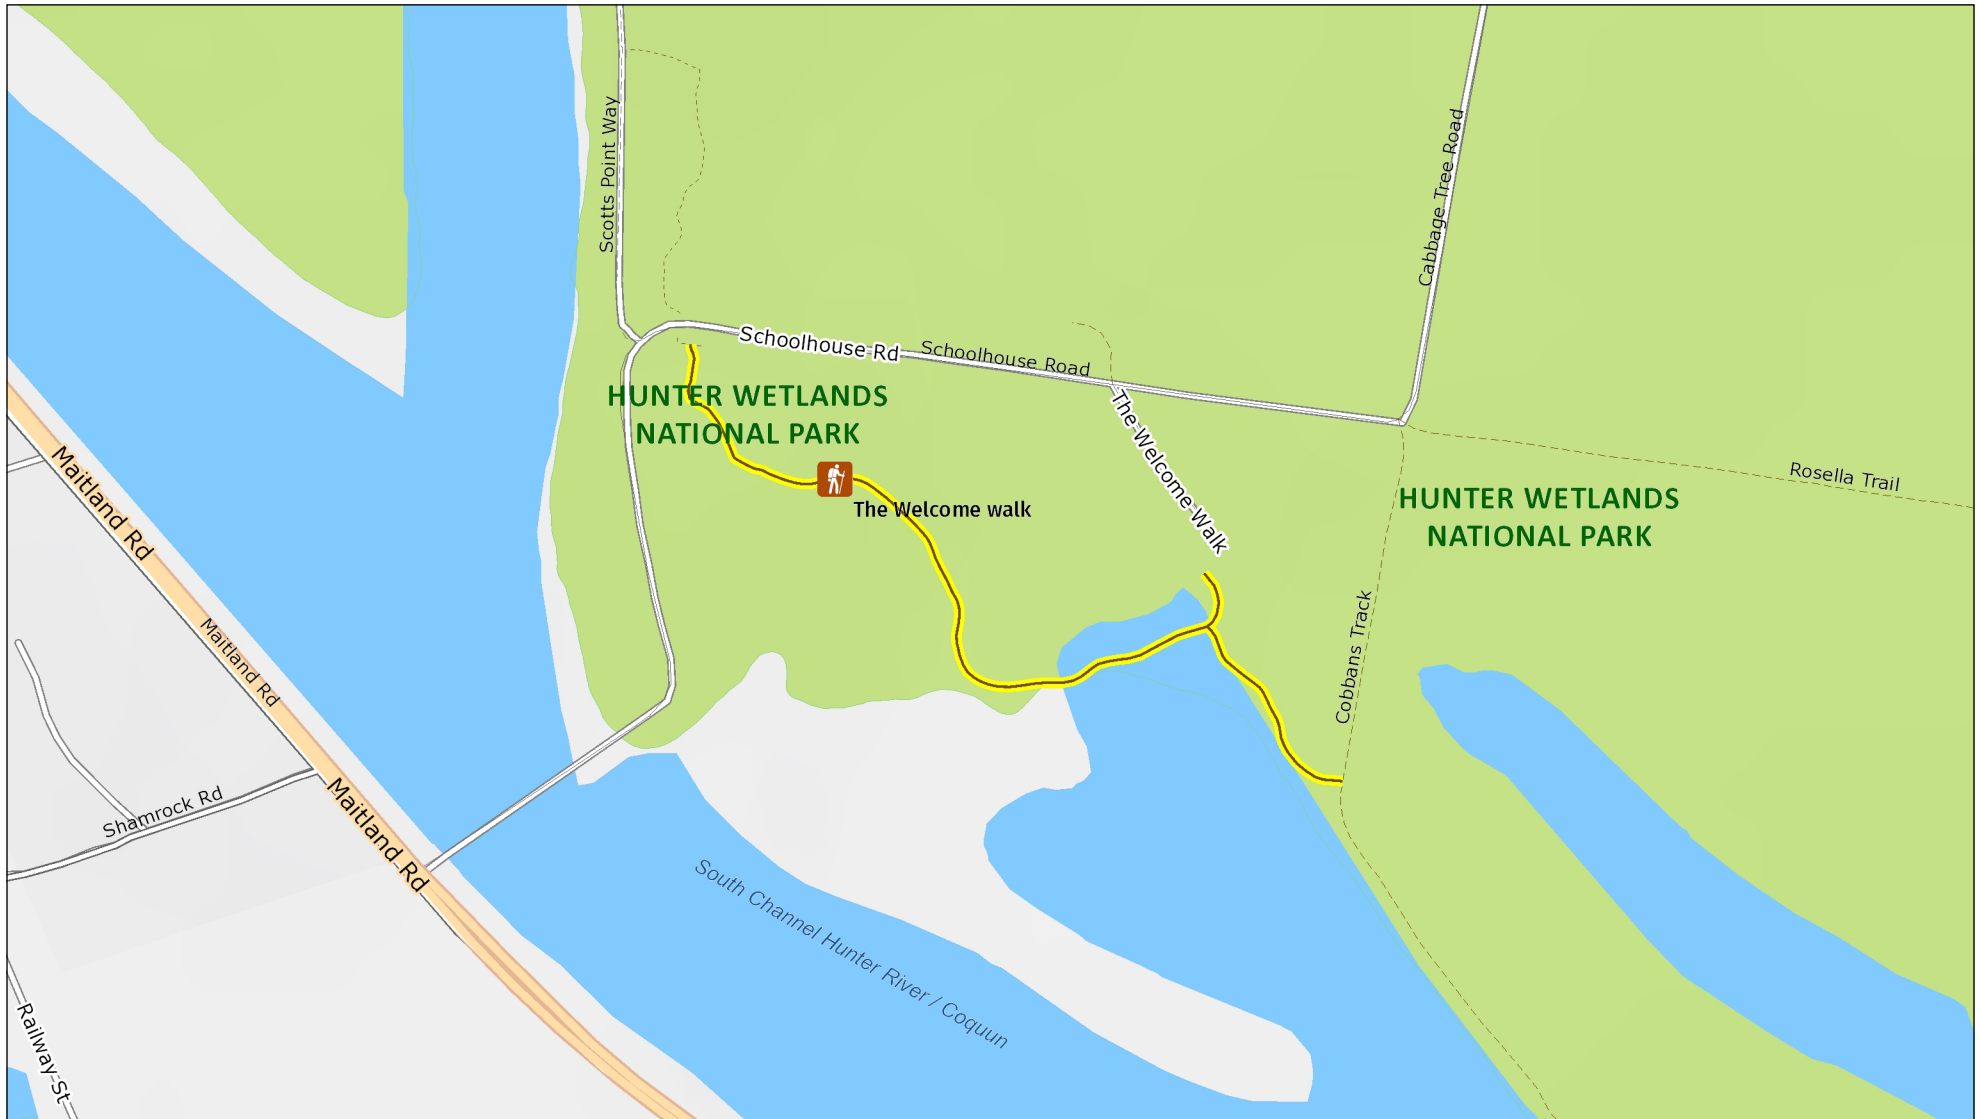 Scotts Point Way
Cabbage Tree Road
Schoolhouse Rd
Schoolhouse Road
HUNTER WETLANDS
NATIONAL PARK
The Welcome Walk
The Welcome walk
Rosella Trail
HUNTER WETLANDS
NATIONAL PARK
Maitland Rd
Maitland Rd
Cobbans Track
Shamrock Rd
Maitland Rd
South Channel Hunter River / Coquun
Railway St